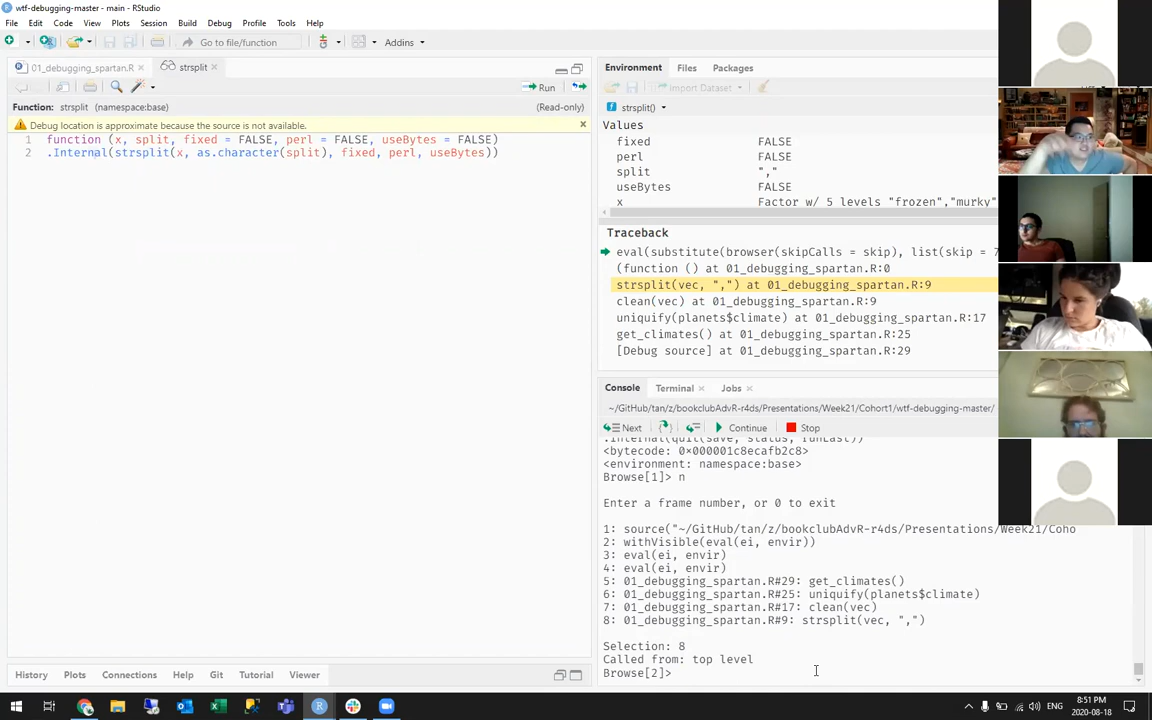 wtf-debugging-master - main - RStudio
File Edit Code View Plots Session Build Debug Profile Tools Help
Go to file/function Addins
01_debugging_spartan.R strsplit
Run
Function: strsplit (namespace:base) (Read-only)
Debug location is approximate because the source is not available.
1 function (x, split, fixed = FALSE, perl = FALSE, useBytes = FALSE)
2 .Internal(strsplit(x, as.character(split), fixed, perl, useBytes))
Environment Files Packages
Import Dataset
strsplit()
Values
fixed FALSE
perl FALSE
split ","
useBytes FALSE
x Factor w/ 5 levels "frozen","murky"
Traceback
eval(substitute(browser(skipCalls = skip), list(skip = 7
(function () at 01_debugging_spartan.R:0
strsplit(vec, ",") at 01_debugging_spartan.R:9
clean(vec) at 01_debugging_spartan.R:9
uniquify(planets$climate) at 01_debugging_spartan.R:17
get_climates() at 01_debugging_spartan.R:25
[Debug source] at 01_debugging_spartan.R:29
Console Terminal Jobs
~/GitHub/tan/z/bookclubAdvR-r4ds/Presentations/Week21/Cohort1/wtf-debugging-master/
Next Continue Stop
.Internal(quit(save, status, runLast))
<bytecode: 0x000001c8ecafb2c8>
<environment: namespace:base>
Browse[1]> n
Enter a frame number, or 0 to exit
1: source("~/GitHub/tan/z/bookclubAdvR-r4ds/Presentations/Week21/Coho
2: withVisible(eval(ei, envir))
3: eval(ei, envir)
4: eval(ei, envir)
5: 01_debugging_spartan.R#29: get_climates()
6: 01_debugging_spartan.R#25: uniquify(planets$climate)
7: 01_debugging_spartan.R#17: clean(vec)
8: 01_debugging_spartan.R#9: strsplit(vec, ",")
Selection: 8
Called from: top level
Browse[2]>
History Plots Connections Help Git Tutorial Viewer
ENG
8:51 PM
2020-08-18